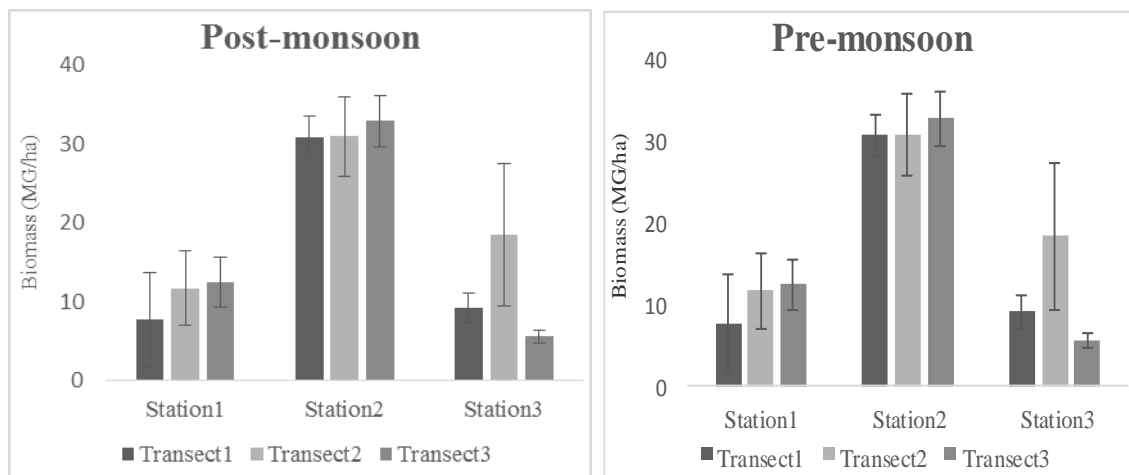 Post-monsoon
40
30
20
10
0
Biomass (MG/ha)
Station1 Station2 Station3
Transect1 Transect2 Transect3
Pre-monsoon
40
30
20
10
0
Biomass (MG/ha)
Station1 Station2 Station3
Transect1 Transect2 Transect3